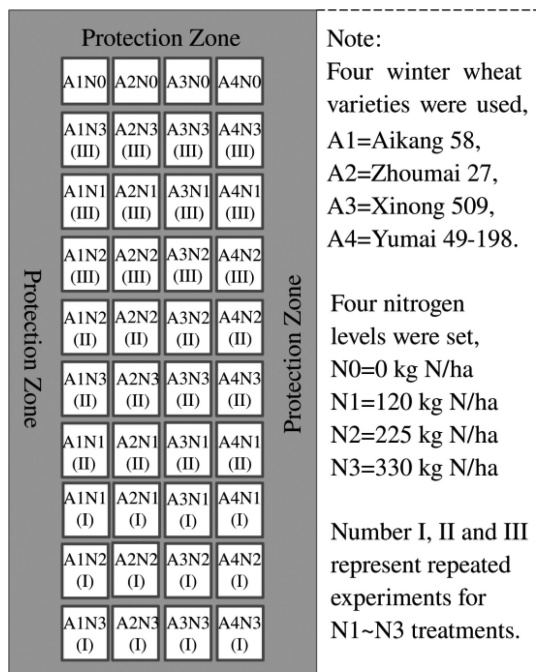 Protection Zone
Protection Zone
Protection Zone
A1N0 A2N0 A3N0 A4N0
A1N3 A2N3 A3N3 A4N3
(III) (III) (III) (III)
A1N1 A2N1 A3N1 A4N1
(III) (III) (III) (III)
A1N2 A2N2 A3N2 A4N2
(III) (III) (III) (III)
A1N2 A2N2 A3N2 A4N2
(II) (II) (II) (II)
A1N3 A2N3 A3N3 A4N3
(II) (II) (II) (II)
A1N1 A2N1 A3N1 A4N1
(II) (II) (II) (II)
A1N1 A2N1 A3N1 A4N1
(I) (I) (I) (I)
A1N2 A2N2 A3N2 A4N2
(I) (I) (I) (I)
A1N3 A2N3 A3N3 A4N3
(I) (I) (I) (I)
Note:
Four winter wheat
varieties were used,
A1=Aikang 58,
A2=Zhoumai 27,
A3=Xinong 509,
A4=Yumai 49-198.
Four nitrogen
levels were set,
N0=0 kg N/ha
N1=120 kg N/ha
N2=225 kg N/ha
N3=330 kg N/ha
Number I, II and III
represent repeated
experiments for
N1~N3 treatments.